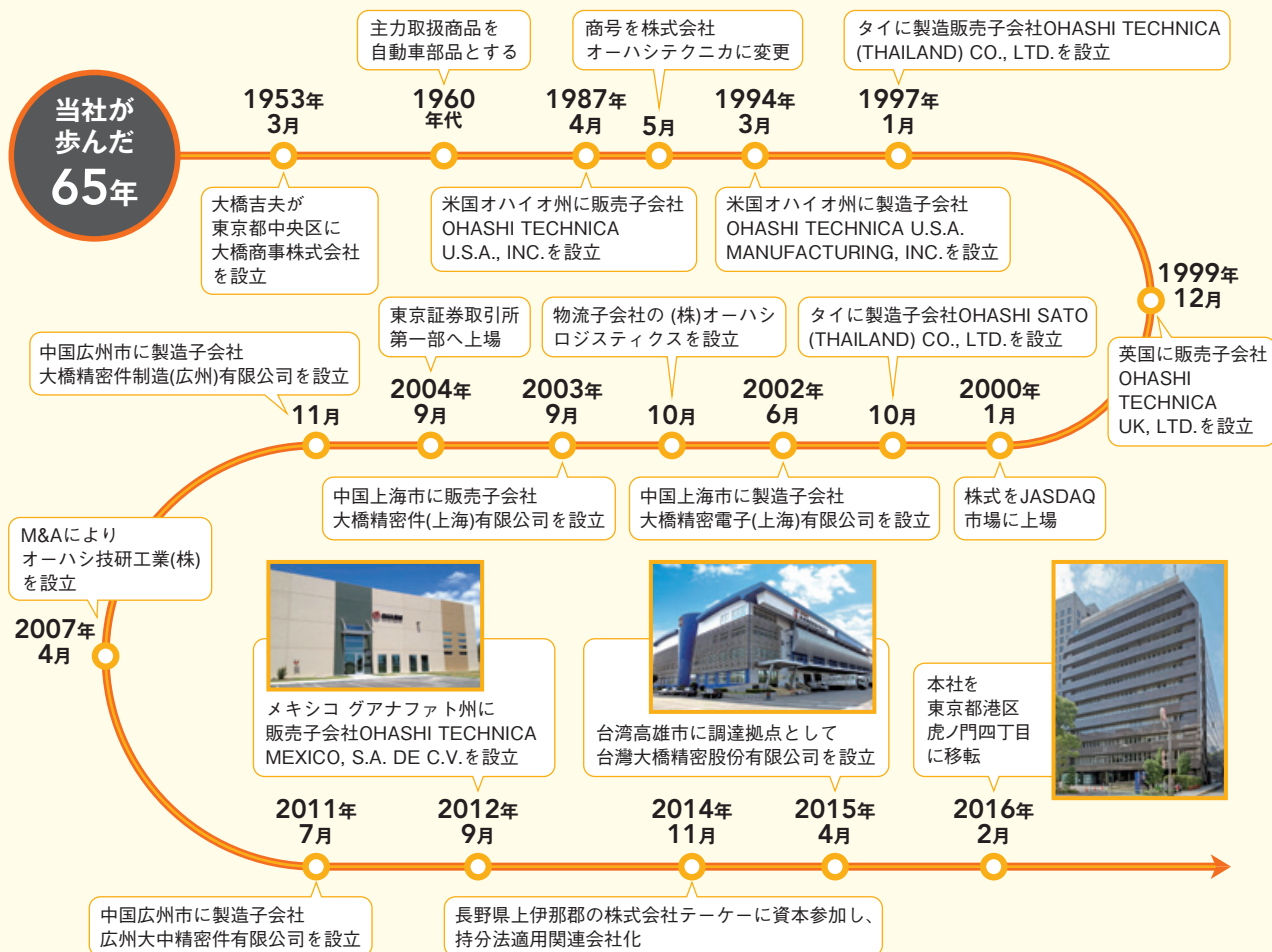 当社が
歩んだ
65年
1953年
3月
大橋吉夫が
東京都中央区に
大橋商事株式会社
を設立
主力取扱商品を
自動車部品とする
1960
年代
1987年
4月
米国オハイオ州に販売子会社
OHASHI TECHNICA
U.S.A., INC.を設立
商号を株式会社
オーハシテクニカに変更
5月
1994年
3月
米国オハイオ州に製造子会社
OHASHI TECHNICA U.S.A.
MANUFACTURING, INC.を設立
タイに製造販売子会社OHASHI TECHNICA
(THAILAND) CO., LTD.を設立
1997年
1月
1999年
12月
英国に販売子会社
OHASHI
TECHNICA
UK, LTD.を設立
2000年
1月
株式をJASDAQ
市場に上場
タイに製造子会社OHASHI SATO
(THAILAND) CO., LTD.を設立
10月
2002年
6月
中国上海市に製造子会社
大橋精密電子(上海)有限公司を設立
物流子会社の (株)オーハシ
ロジスティクスを設立
10月
2003年
9月
中国上海市に販売子会社
大橋精密件(上海)有限公司を設立
東京証券取引所
第一部へ上場
2004年
9月
中国広州市に製造子会社
大橋精密件制造(広州)有限公司を設立
11月
M&Aにより
オーハシ技研工業(株)
を設立
2007年
4月
2011年
7月
中国広州市に製造子会社
広州大中精密件有限公司を設立
メキシコ グアナファト州に
販売子会社OHASHI TECHNICA
MEXICO, S.A. DE C.V.を設立
2012年
9月
2014年
11月
長野県上伊那郡の株式会社テーケーに資本参加し、
持分法適用関連会社化
台湾高雄市に調達拠点として
台灣大橋精密股份有限公司を設立
2015年
4月
本社を
東京都港区
虎ノ門四丁目
に移転
2016年
2月